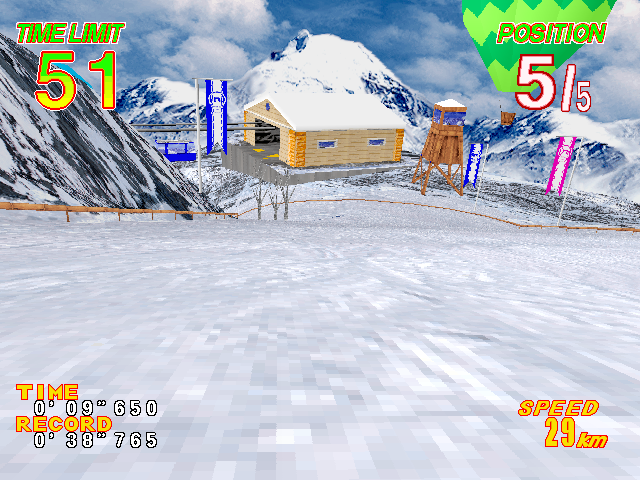 TIME LIMIT
51
POSITION
5/5
TIME
0'09"650
RECORD
0'38"765
SPEED
29km